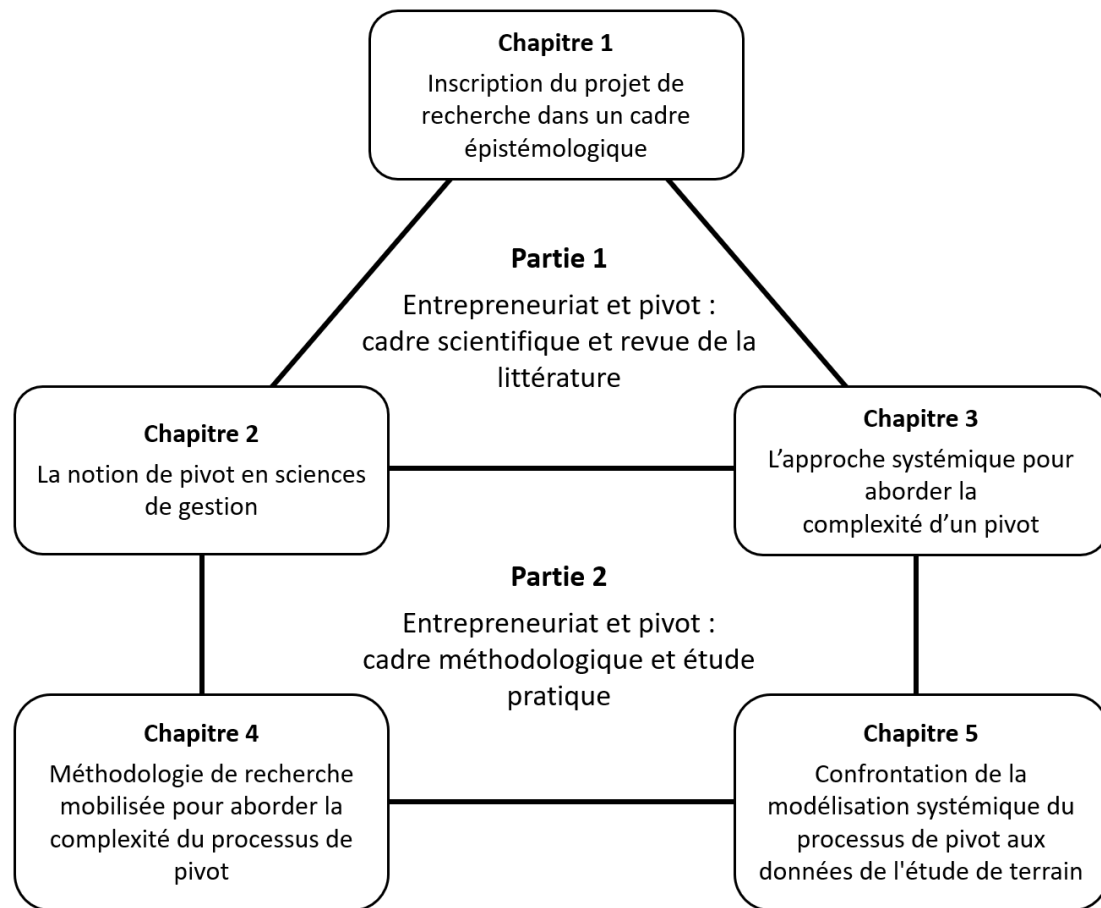 Chapitre 1
Inscription du projet de
recherche dans un cadre
épistémologique
Partie 1
Entrepreneuriat et pivot :
cadre scientifique et revue de la
littérature
Chapitre 2
La notion de pivot en sciences
de gestion
Chapitre 3
L’approche systémique pour
aborder la
complexité d’un pivot
Partie 2
Entrepreneuriat et pivot :
cadre méthodologique et étude
pratique
Chapitre 4
Méthodologie de recherche
mobilisée pour aborder la
complexité du processus de
pivot
Chapitre 5
Confrontation de la
modélisation systémique du
processus de pivot aux
données de l'étude de terrain